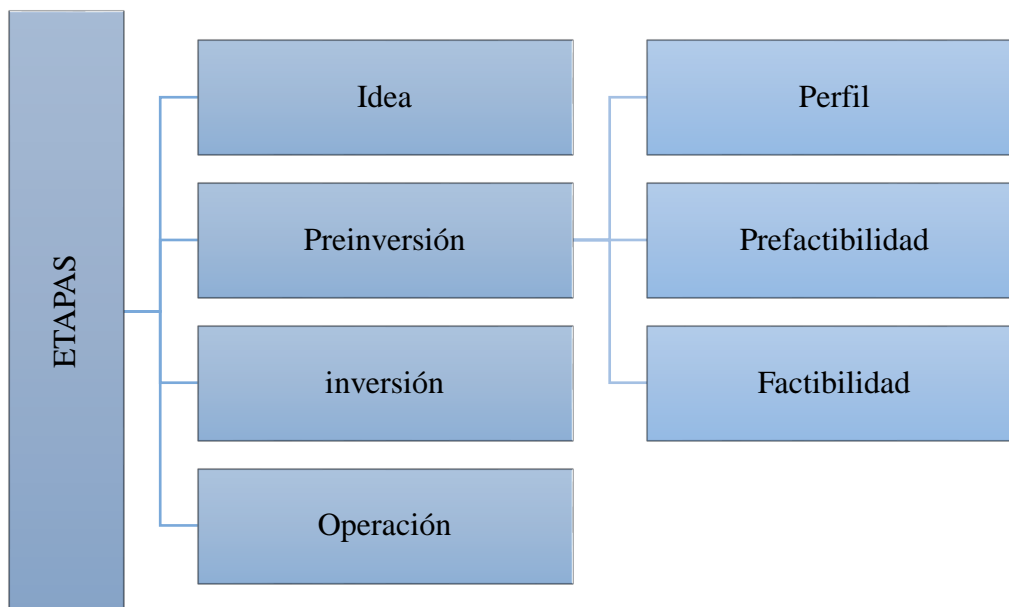 ETAPAS
Idea
Preinversión
inversión
Operación
Perfil
Prefactibilidad
Factibilidad